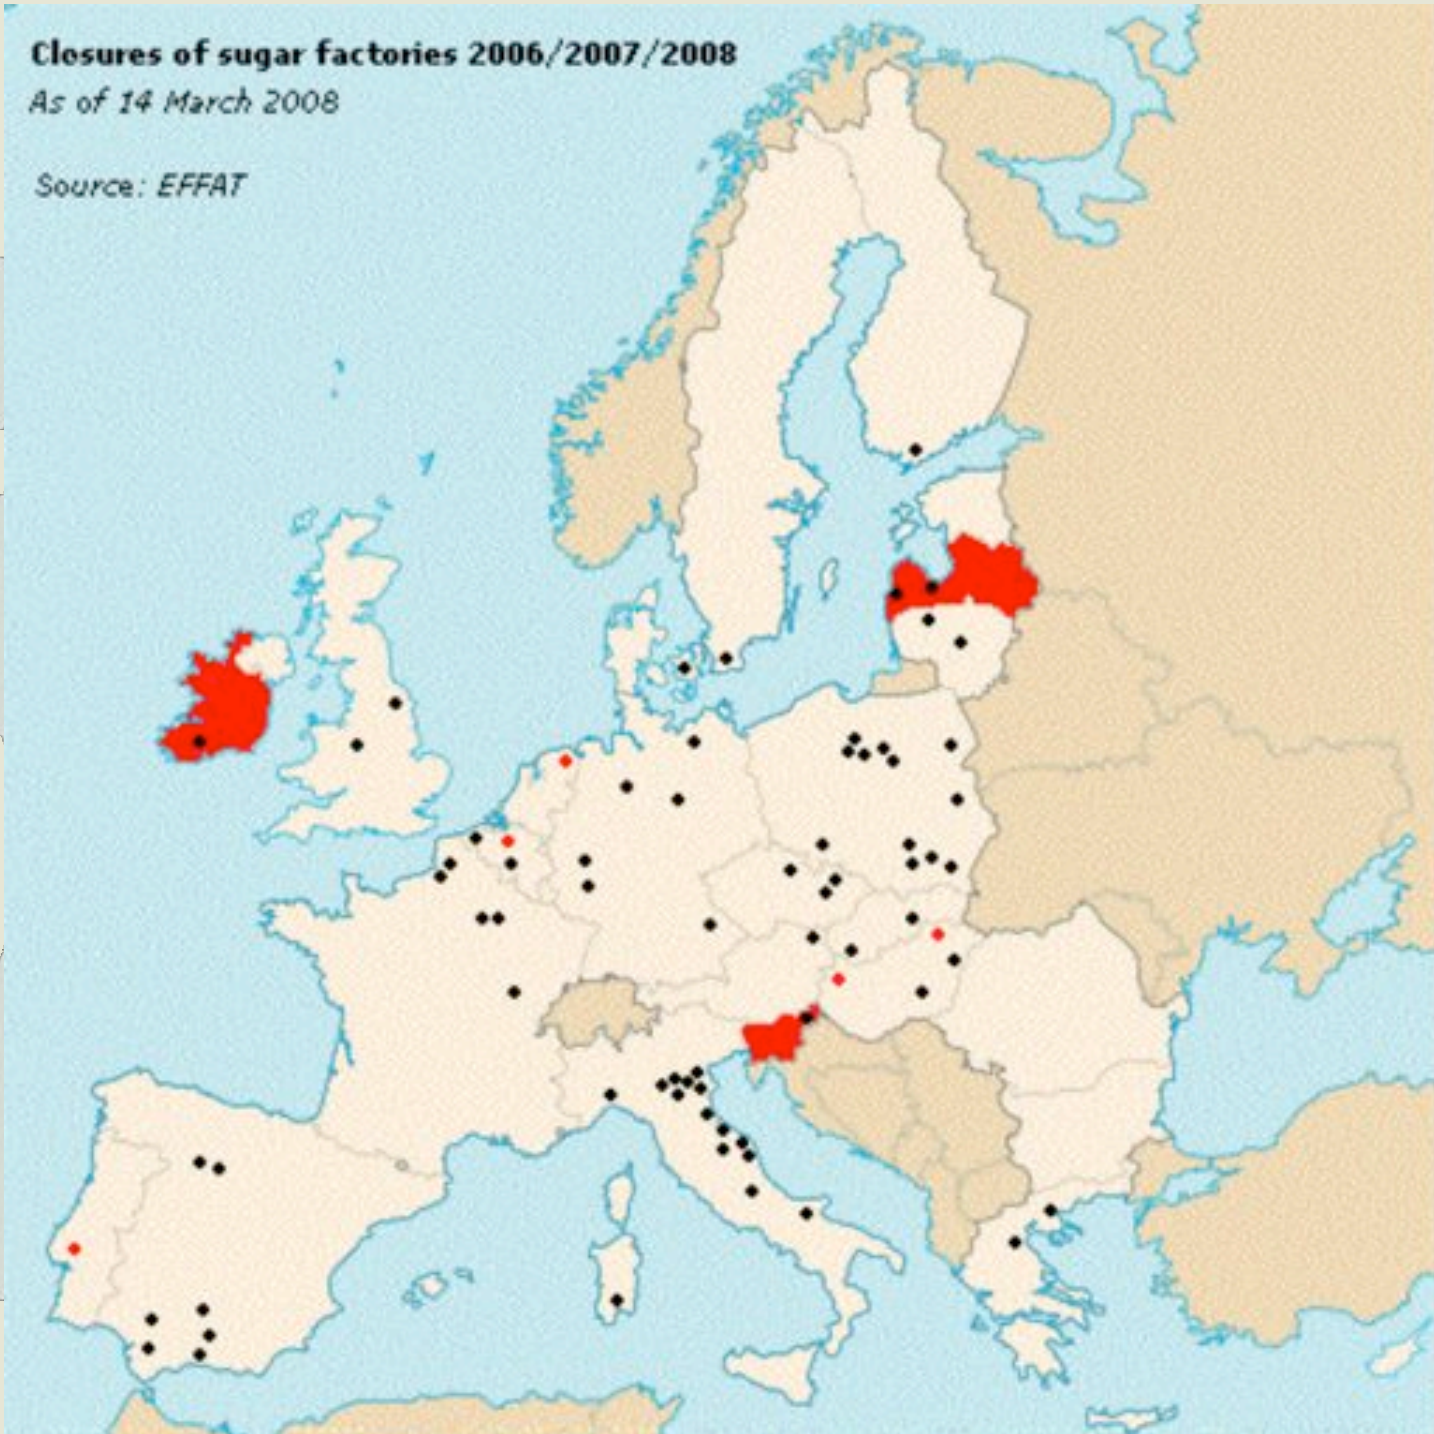 Closures of sugar factories 2006/2007/2008
As of 14 March 2008
Source: EFFAT